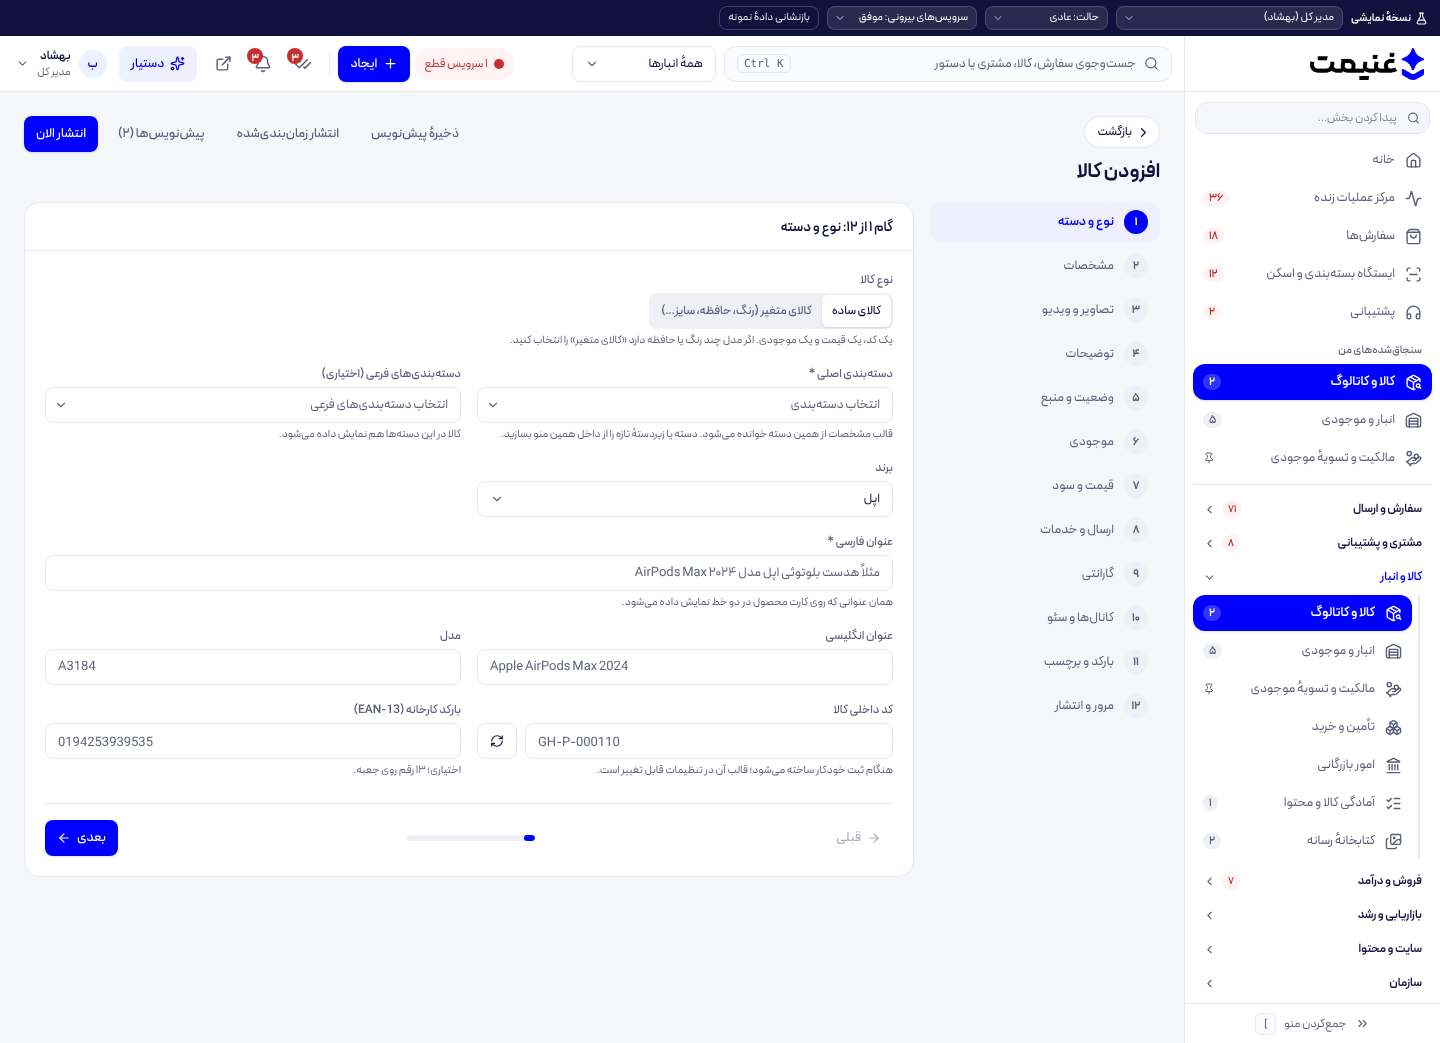 نسخهٔ نمایشی
مدیر کل (بهشاد)
حالت: عادی
سرویس‌های بیرونی: موفق
بازنشانی دادهٔ نمونه
غنیمت
جست‌وجوی سفارش، کالا، مشتری یا دستور
Ctrl K
همهٔ انبارها
۱ سرویس قطع
ایجاد
۳
۳
دستیار
ب
بهشاد
مدیر کل
پیدا کردن بخش...
خانه
مرکز عملیات زنده
۳۶
سفارش‌ها
۱۸
ایستگاه بسته‌بندی و اسکن
۱۲
پشتیبانی
۲
سنجاق‌شده‌های من
کالا و کاتالوگ
۲
انبار و موجودی
۵
مالکیت و تسویهٔ موجودی
سفارش و ارسال
۷۱
مشتری و پشتیبانی
۸
کالا و انبار
کالا و کاتالوگ
۲
انبار و موجودی
۵
مالکیت و تسویهٔ موجودی
تأمین و خرید
امور بازرگانی
آمادگی کالا و محتوا
۱
کتابخانهٔ رسانه
۲
فروش و درآمد
۷
بازاریابی و رشد
سایت و محتوا
سازمان
جمع‌کردن منو
[
بازگشت
افزودن کالا
ذخیرهٔ پیش‌نویس
انتشار زمان‌بندی‌شده
پیش‌نویس‌ها (۲)
انتشار الان
۱ نوع و دسته
۲ مشخصات
۳ تصاویر و ویدیو
۴ توضیحات
۵ وضعیت و منبع
۶ موجودی
۷ قیمت و سود
۸ ارسال و خدمات
۹ گارانتی
۱۰ کانال‌ها و سئو
۱۱ بارکد و برچسب
۱۲ مرور و انتشار
گام ۱ از ۱۲: نوع و دسته
نوع کالا
کالای ساده
کالای متغیر (رنگ، حافظه، سایز...)
یک کد، یک قیمت و یک موجودی. اگر مدل چند رنگ یا حافظه دارد «کالای متغیر» را انتخاب کنید.
دسته‌بندی اصلی *
دسته‌بندی‌های فرعی (اختیاری)
انتخاب دسته‌بندی
انتخاب دسته‌بندی‌های فرعی
قالب مشخصات از همین دسته خوانده می‌شود. دسته یا زیردستهٔ تازه را از داخل همین منو بسازید.
کالا در این دسته‌ها هم نمایش داده می‌شود.
برند
اپل
عنوان فارسی *
مثلاً هدست بلوتوثی اپل مدل AirPods Max ۲۰۲۴
همان عنوانی که روی کارت محصول در دو خط نمایش داده می‌شود.
عنوان انگلیسی
مدل
Apple AirPods Max 2024
A3184
کد داخلی کالا
بارکد کارخانه (EAN-13)
GH-P-000110
0194253939535
هنگام ثبت خودکار ساخته می‌شود؛ قالب آن در تنظیمات قابل تغییر است.
اختیاری؛ ۱۳ رقم روی جعبه.
قبلی
بعدی